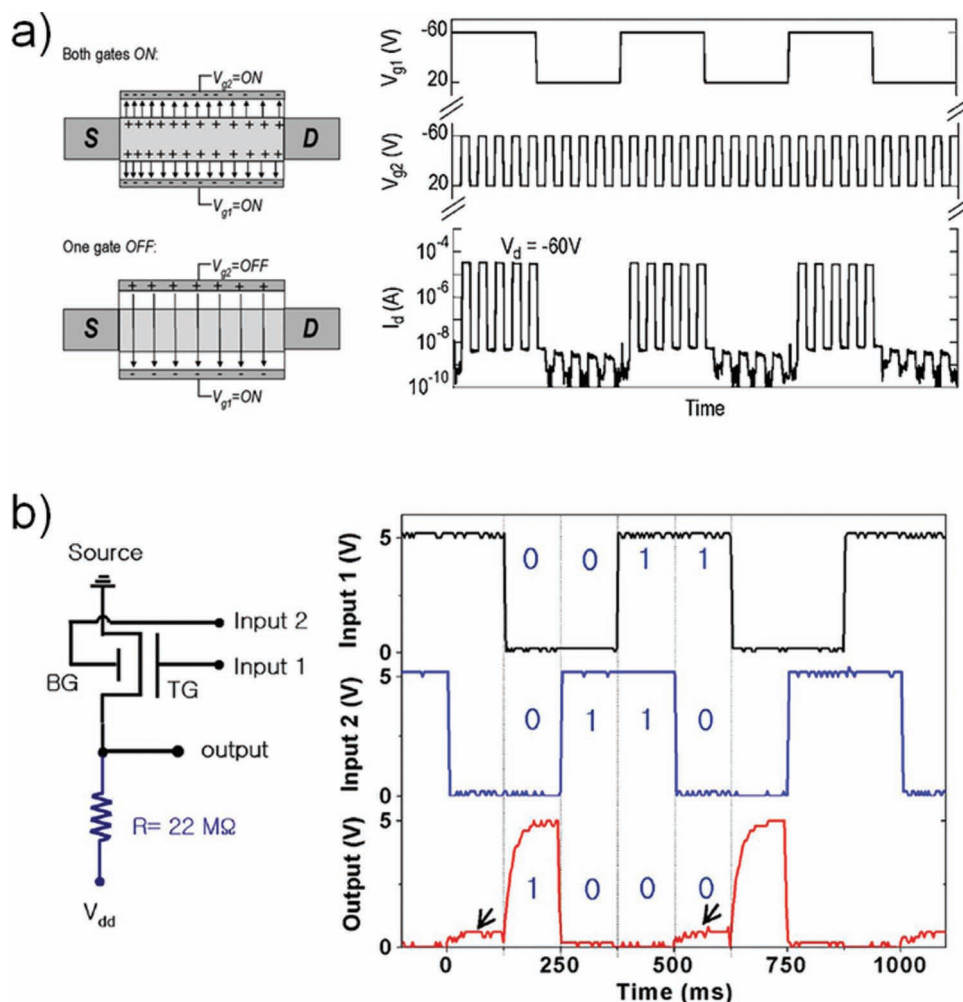 a)
Both gates ON:
V_g2=ON
S
D
V_g1=ON
One gate OFF:
V_g2=OFF
S
D
V_g1=ON
V_g1 (V)
-60
20
V_g2 (V)
-60
20
I_d (A)
10^-4
10^-6
10^-8
10^-10
V_d = -60V
Time
b)
Source
Input 2
Input 1
BG
TG
output
R= 22 MΩ
V_dd
Input 1 (V)
5
0
0 0 1 1
Input 2 (V)
5
0
0 1 1 0
Output (V)
5
0
1 0 0 0
0 250 500 750 1000
Time (ms)